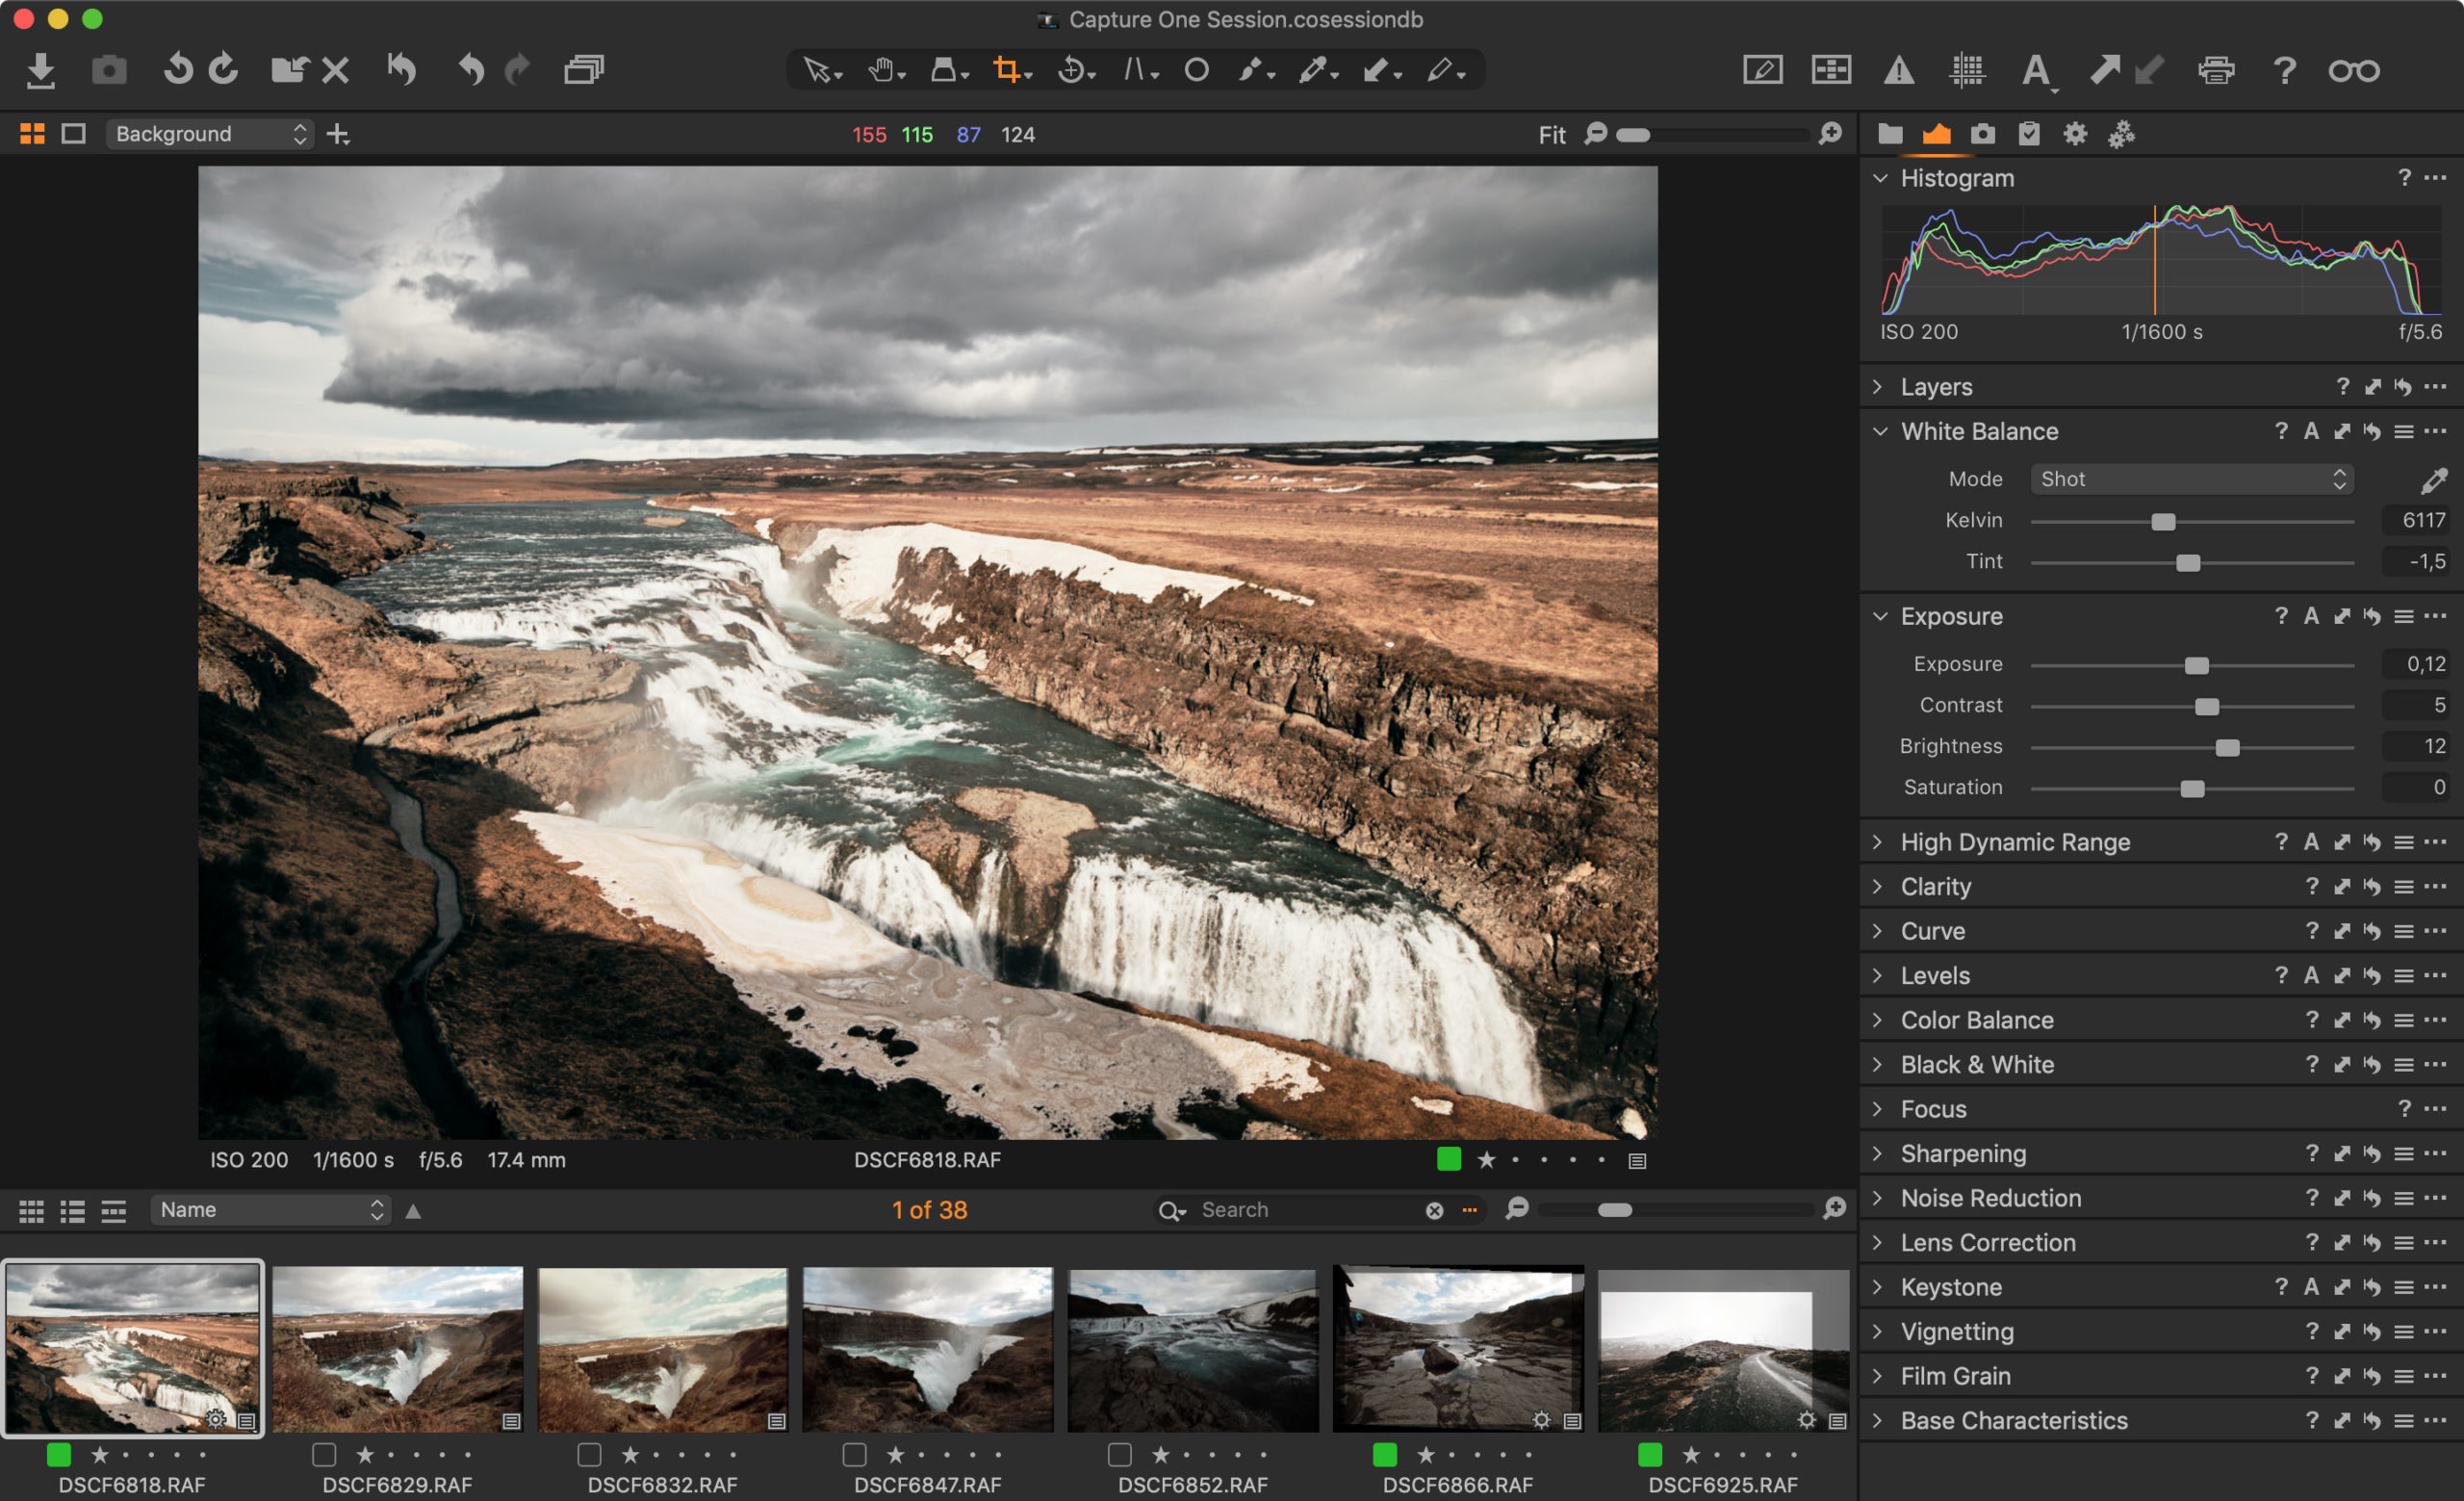 Capture One Session.cosessiondb
A
?
Background
155 115 87 124
Fit
Histogram ?
ISO 200 1/1600 s f/5.6
Layers ?
White Balance ? A
Mode Shot
Kelvin 6117
Tint -1,5
Exposure ? A
Exposure 0,12
Contrast 5
Brightness 12
Saturation 0
High Dynamic Range ? A
Clarity ?
Curve ?
Levels ? A
Color Balance ?
Black & White ?
Focus ?
Sharpening ?
Noise Reduction ?
Lens Correction ?
Keystone ? A
Vignetting ?
Film Grain ?
Base Characteristics ?
ISO 200 1/1600 s f/5.6 17.4 mm DSCF6818.RAF
Name 1 of 38 Search
DSCF6818.RAF DSCF6829.RAF DSCF6832.RAF DSCF6847.RAF DSCF6852.RAF DSCF6866.RAF DSCF6925.RAF